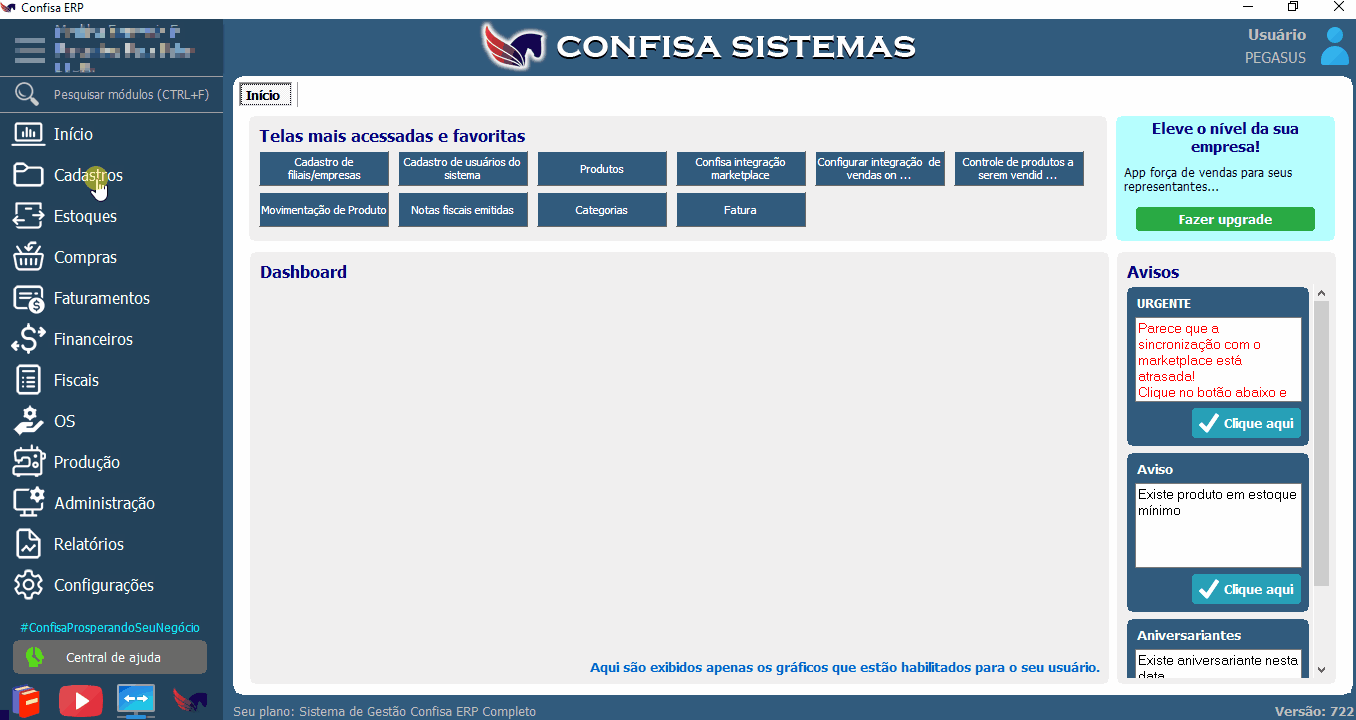 Confisa ERP
CONFISA SISTEMAS
Usuário
PEGASUS
Pesquisar módulos (CTRL+F)
Início
Cadastros
Estoques
Compras
Faturamentos
Financeiros
Fiscais
OS
Produção
Administração
Relatórios
Configurações
#ConfisaProsperandoSeuNegócio
Central de ajuda
Início
Telas mais acessadas e favoritas
Cadastro de
filiais/empresas
Cadastro de usuários do
sistema
Produtos
Confisa integração
marketplace
Configurar integração de
vendas on ...
Controle de produtos a
serem vendid ...
Movimentação de Produto
Notas fiscais emitidas
Categorias
Fatura
Eleve o nível da sua
empresa!
App força de vendas para seus
representantes...
Fazer upgrade
Dashboard
Aqui são exibidos apenas os gráficos que estão habilitados para o seu usuário.
Avisos
URGENTE
Parece que a
sincronização com o
marketplace está
atrasada!
Clique no botão abaixo e
Clique aqui
Aviso
Existe produto em estoque
mínimo
Clique aqui
Aniversariantes
Existe aniversariante nesta
data
Seu plano: Sistema de Gestão Confisa ERP Completo
Versão: 722